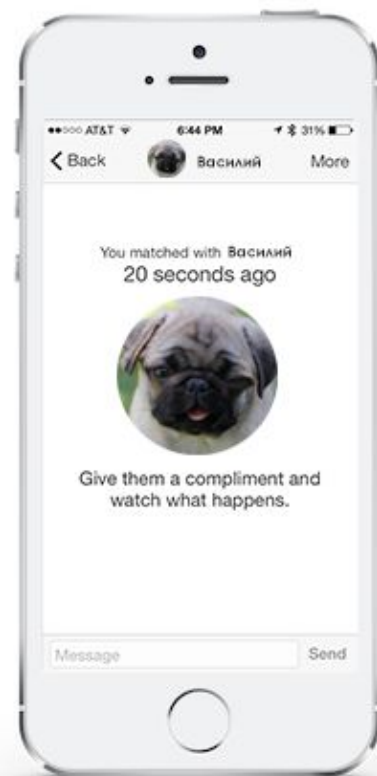 AT&T 6:44 PM 31%
Back Василий More
You matched with Василий
20 seconds ago
Give them a compliment and
watch what happens.
Message Send